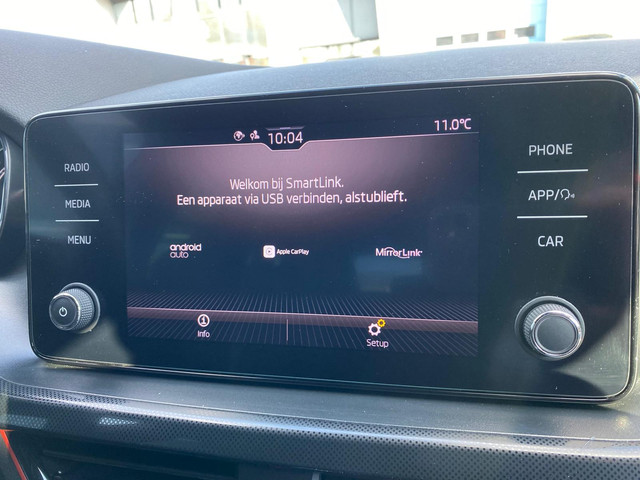 10:04
11.0°C
RADIO
MEDIA
MENU
Welkom bij SmartLink.
Een apparaat via USB verbinden, alstublieft.
android
auto
Apple CarPlay
MirrorLink
Info
Setup
PHONE
APP/
CAR